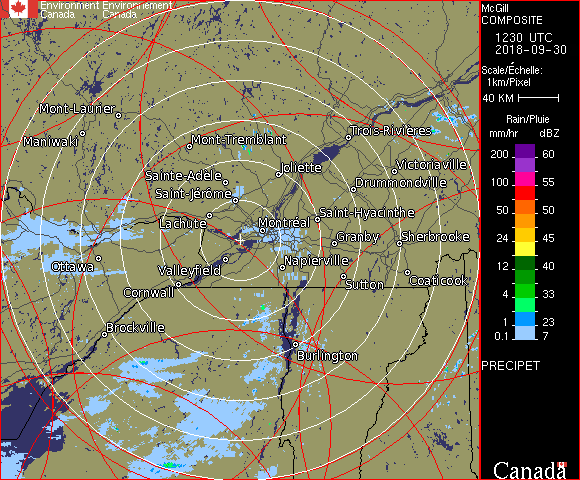 Environment Environnement
Canada Canada
McGill
COMPOSITE
1230 UTC
2018-09-30
Scale/Échelle:
1km/Pixel
40 KM
Rain/Pluie
mm/hr dBZ
200 60
100 55
50 50
24 45
12 40
4 33
1 23
0.1 7
PRECIPET
Canada
Mont-Laurier
Maniwaki
Mont-Tremblant
Trois-Rivières
Joliette
Victoriaville
Sainte-Adèle
Drummondville
Saint-Jérôme
Lachute
Saint-Hyacinthe
Montréal
Granby
Sherbrooke
Ottawa
Valleyfield
Napierville
Cornwall
Sutton
Coaticook
Brockville
Burlington